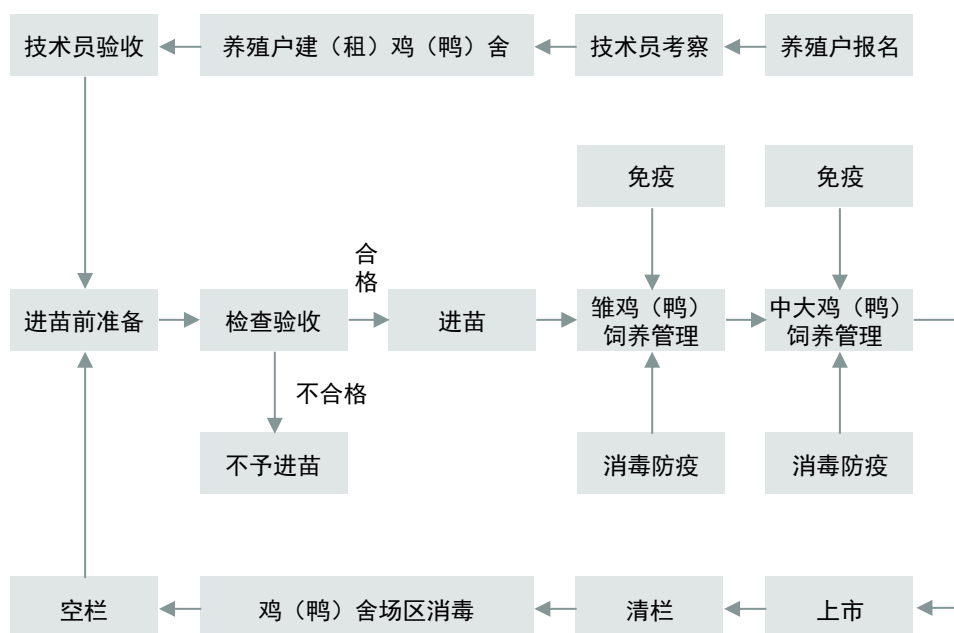 技术员验收
养殖户建（租）鸡（鸭）舍
技术员考察
养殖户报名
免疫
免疫
合
格
进苗前准备
检查验收
进苗
雏鸡（鸭）
饲养管理
中大鸡（鸭）
饲养管理
不合格
不予进苗
消毒防疫
消毒防疫
空栏
鸡（鸭）舍场区消毒
清栏
上市